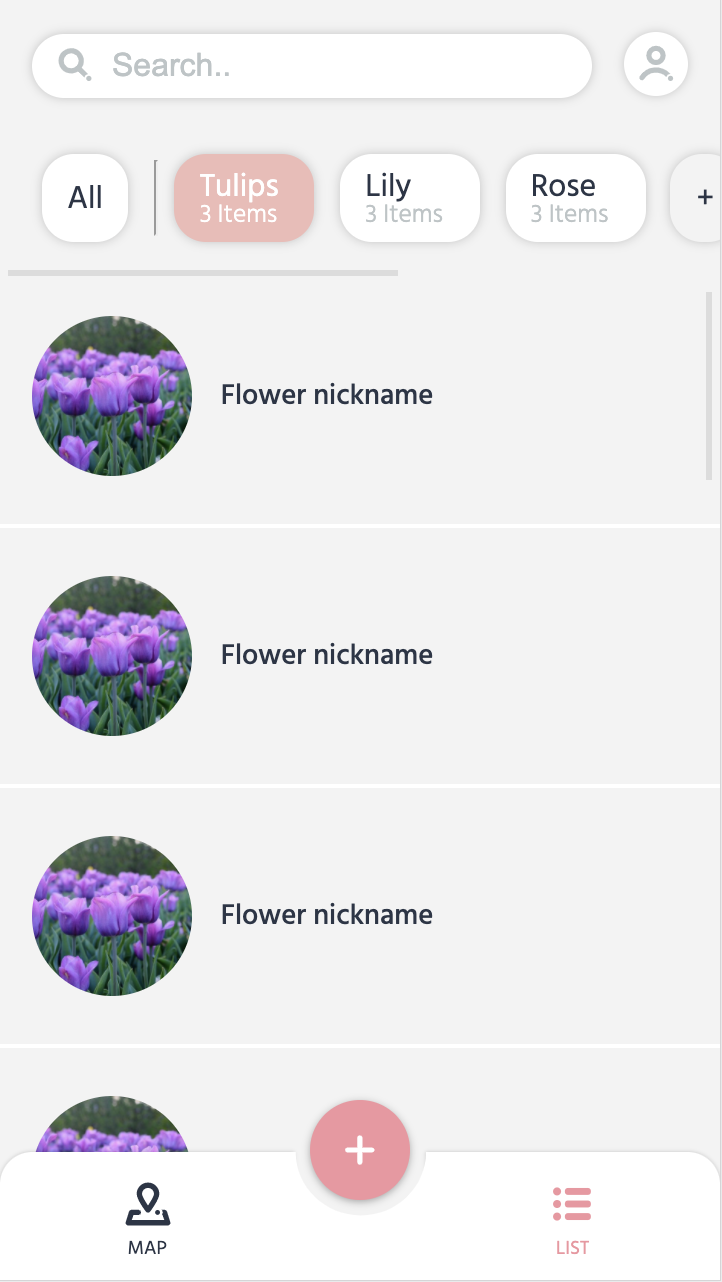 Search..
All
Tulips
3 Items
Lily
3 Items
Rose
3 Items
+
Flower nickname
Flower nickname
Flower nickname
+
MAP
LIST